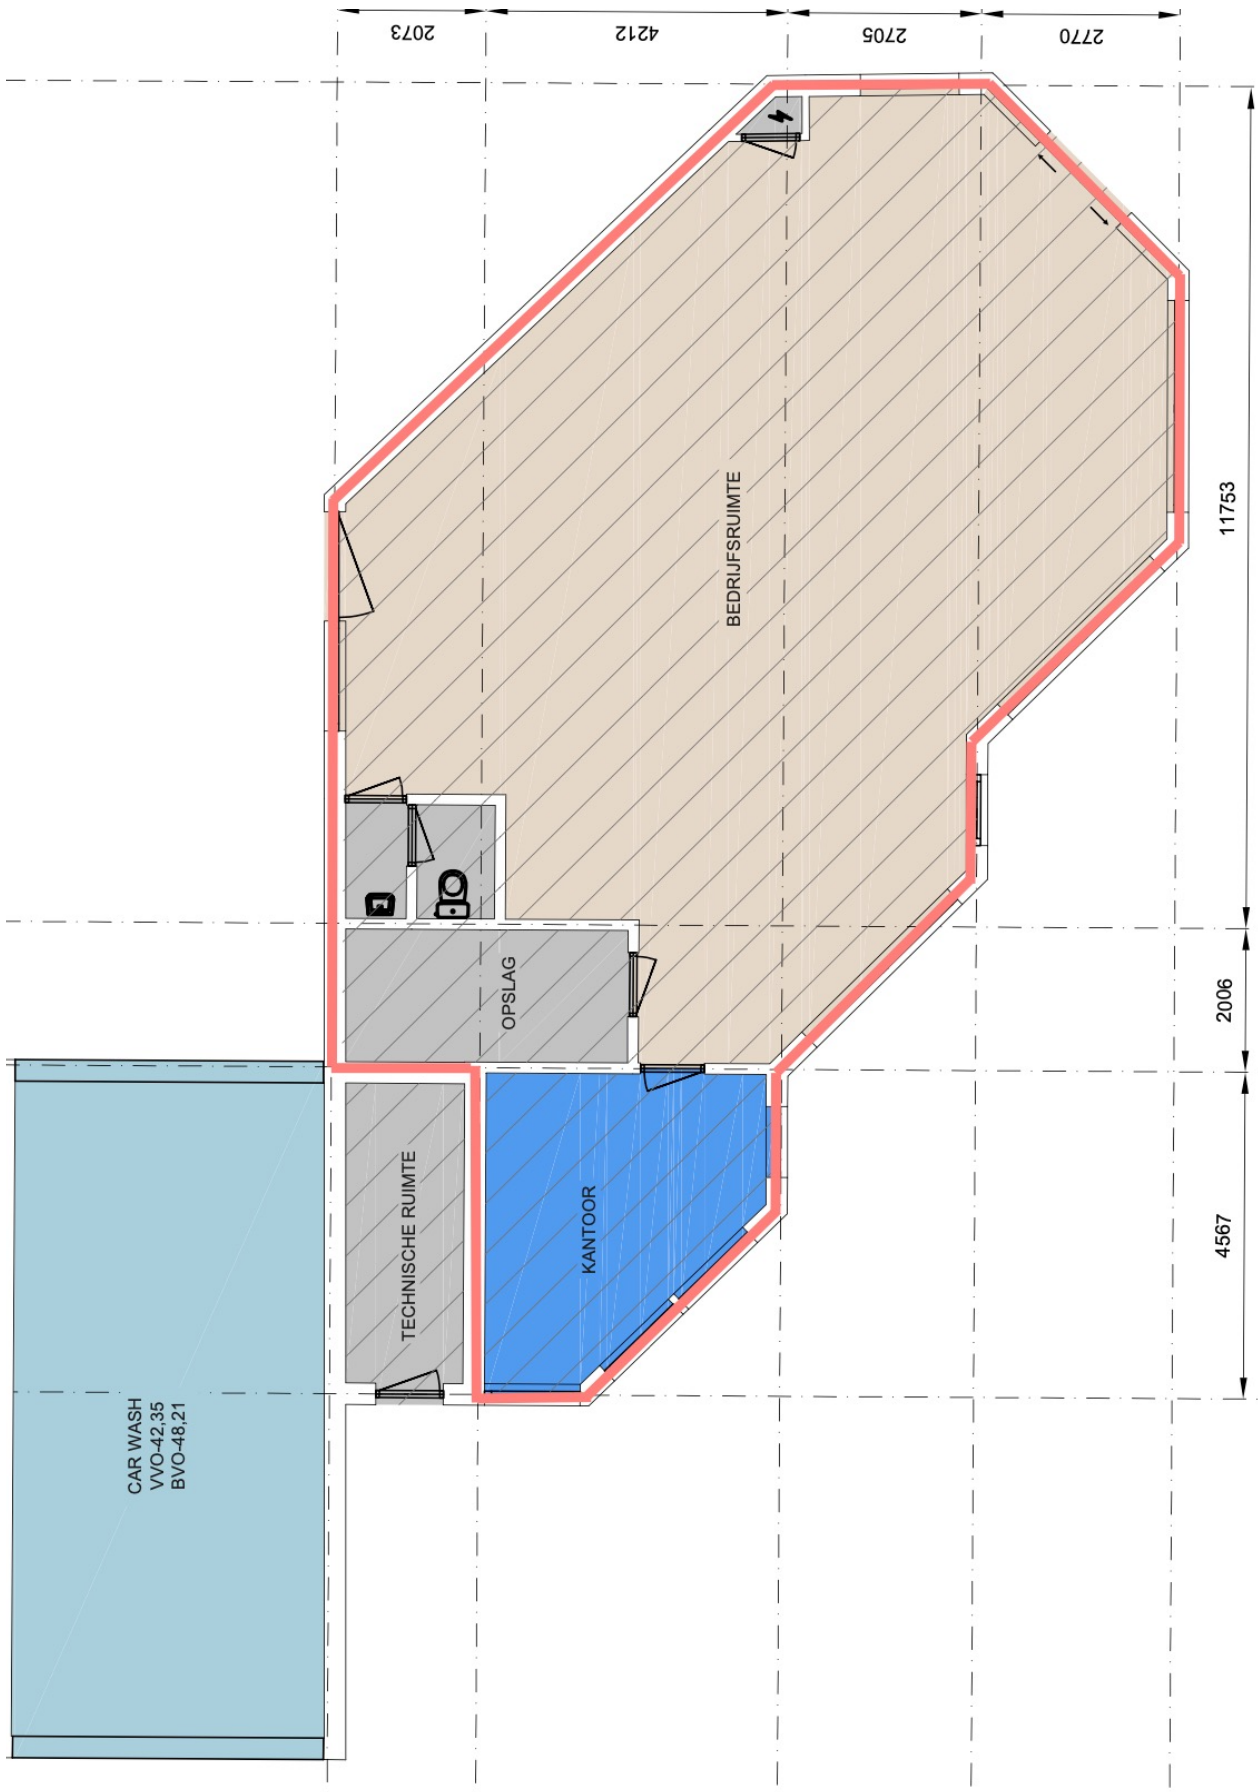 2073
4212
2705
2770
BEDRIJFSRUIMTE
11753
OPSLAG
2006
TECHNISCHE RUIMTE
KANTOOR
4567
CAR WASH
VVO-42,35
BVO-48,21